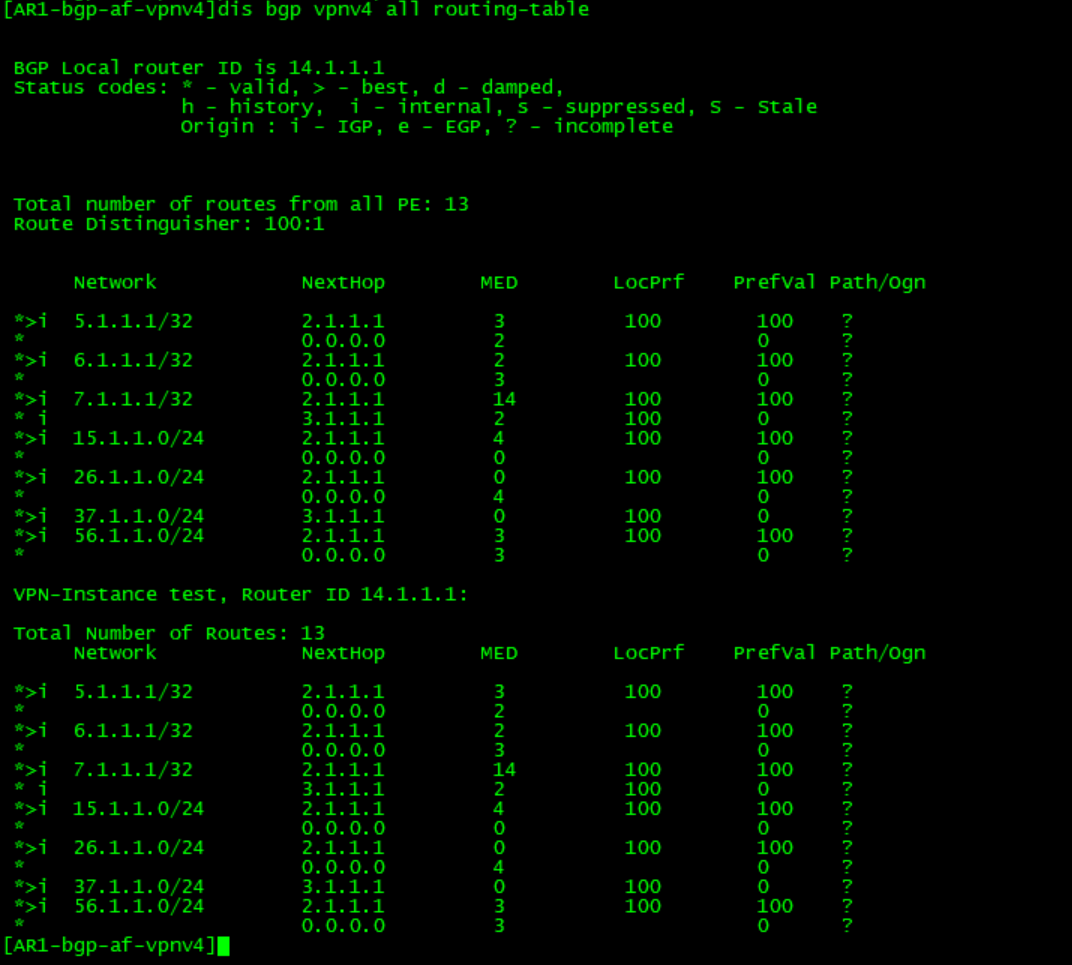 [AR1-bgp-af-vpnv4]dis bgp vpnv4 all routing-table
BGP Local router ID is 14.1.1.1
Status codes: * - valid, > - best, d - damped,
h - history,  i - internal, s - suppressed, S - Stale
Origin : i - IGP, e - EGP, ? - incomplete
Total number of routes from all PE: 13
Route Distinguisher: 100:1
Network NextHop MED LocPrf PrefVal Path/Ogn
*>i 5.1.1.1/32 2.1.1.1 3 100 100 ?
* 0.0.0.0 2 0 ?
*>i 6.1.1.1/32 2.1.1.1 2 100 100 ?
* 0.0.0.0 3 0 ?
*>i 7.1.1.1/32 2.1.1.1 14 100 100 ?
* i 3.1.1.1 2 100 0 ?
*>i 15.1.1.0/24 2.1.1.1 4 100 100 ?
* 0.0.0.0 0 0 ?
*>i 26.1.1.0/24 2.1.1.1 0 100 100 ?
* 0.0.0.0 4 0 ?
*>i 37.1.1.0/24 3.1.1.1 0 100 0 ?
*>i 56.1.1.0/24 2.1.1.1 3 100 100 ?
* 0.0.0.0 3 0 ?
VPN-Instance test, Router ID 14.1.1.1:
Total Number of Routes: 13
Network NextHop MED LocPrf PrefVal Path/Ogn
*>i 5.1.1.1/32 2.1.1.1 3 100 100 ?
* 0.0.0.0 2 0 ?
*>i 6.1.1.1/32 2.1.1.1 2 100 100 ?
* 0.0.0.0 3 0 ?
*>i 7.1.1.1/32 2.1.1.1 14 100 100 ?
* i 3.1.1.1 2 100 0 ?
*>i 15.1.1.0/24 2.1.1.1 4 100 100 ?
* 0.0.0.0 0 0 ?
*>i 26.1.1.0/24 2.1.1.1 0 100 100 ?
* 0.0.0.0 4 0 ?
*>i 37.1.1.0/24 3.1.1.1 0 100 0 ?
*>i 56.1.1.0/24 2.1.1.1 3 100 100 ?
* 0.0.0.0 3 0 ?
[AR1-bgp-af-vpnv4]